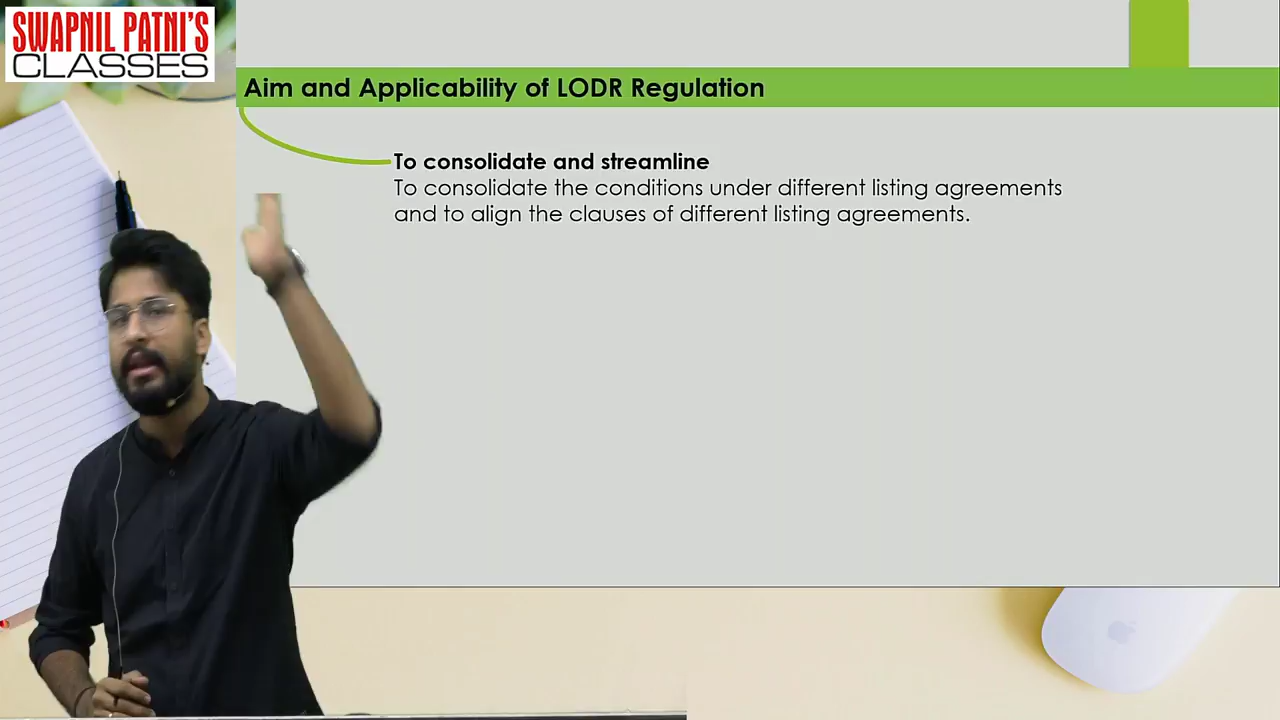 SWAPNIL PATNI'S
CLASSES
Aim and Applicability of LODR Regulation
To consolidate and streamline
To consolidate the conditions under different listing agreements
and to align the clauses of different listing agreements.